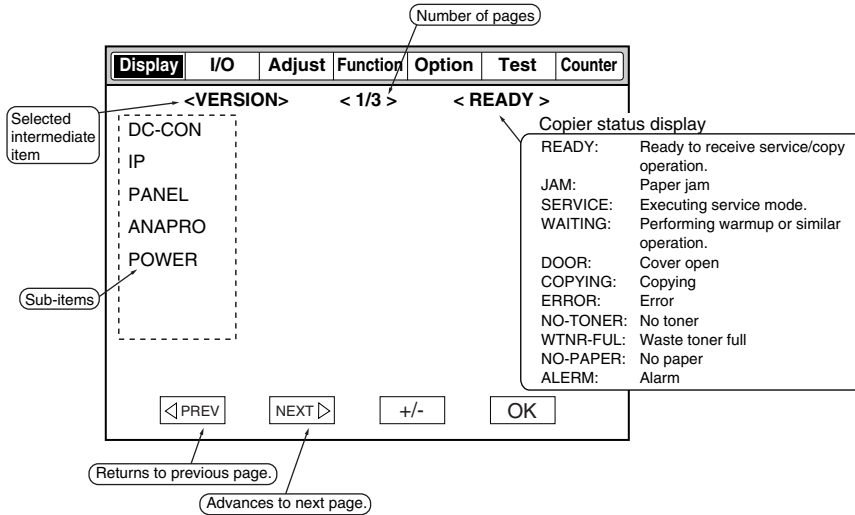 Number of pages
Display I/O Adjust Function Option Test Counter
<VERSION> < 1/3 > < READY >
Selected
intermediate
item
DC-CON
IP
PANEL
ANAPRO
POWER
Sub-items
Copier status display
READY: Ready to receive service/copy
operation.
JAM: Paper jam
SERVICE: Executing service mode.
WAITING: Performing warmup or similar
operation.
DOOR: Cover open
COPYING: Copying
ERROR: Error
NO-TONER: No toner
WTNR-FUL: Waste toner full
NO-PAPER: No paper
ALERM: Alarm
PREV NEXT +/- OK
Returns to previous page.
Advances to next page.